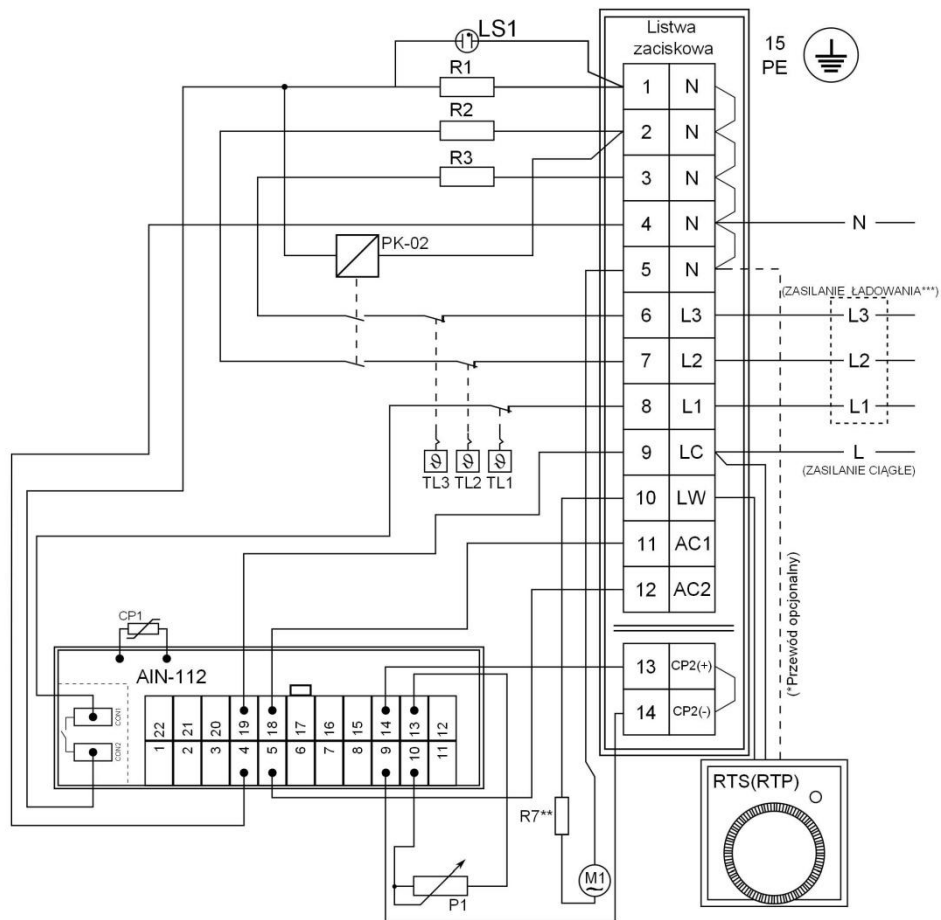 LS1
R1
R2
R3
PK-02
Listwa
zaciskowa
15
PE
1 N
2 N
3 N
4 N
5 N
6 L3
7 L2
8 L1
9 LC
10 LW
11 AC1
12 AC2
13 CP2(+)
14 CP2(-)
N
(ZASILANIE ŁADOWANIA***)
L3
L2
L1
L
(ZASILANIE CIĄGŁE)
TL3 TL2 TL1
(*Przewód opcjonalny)
CP1
AIN-112
CON1
CON2
22 21 20 19 18 17 16 15 14 13 12
1 2 3 4 5 6 7 8 9 10 11
R7**
P1
M1
RTS(RTP)